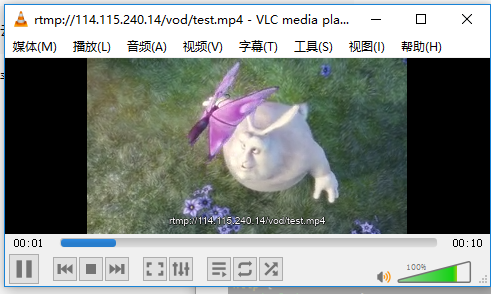 rtmp://114.115.240.14/vod/test.mp4 - VLC media pla...
媒体(M) 播放(L) 音频(A) 视频(V) 字幕(T) 工具(S) 视图(I) 帮助(H)
rtmp://114.115.240.14/vod/test.mp4
00:01 00:10
100%